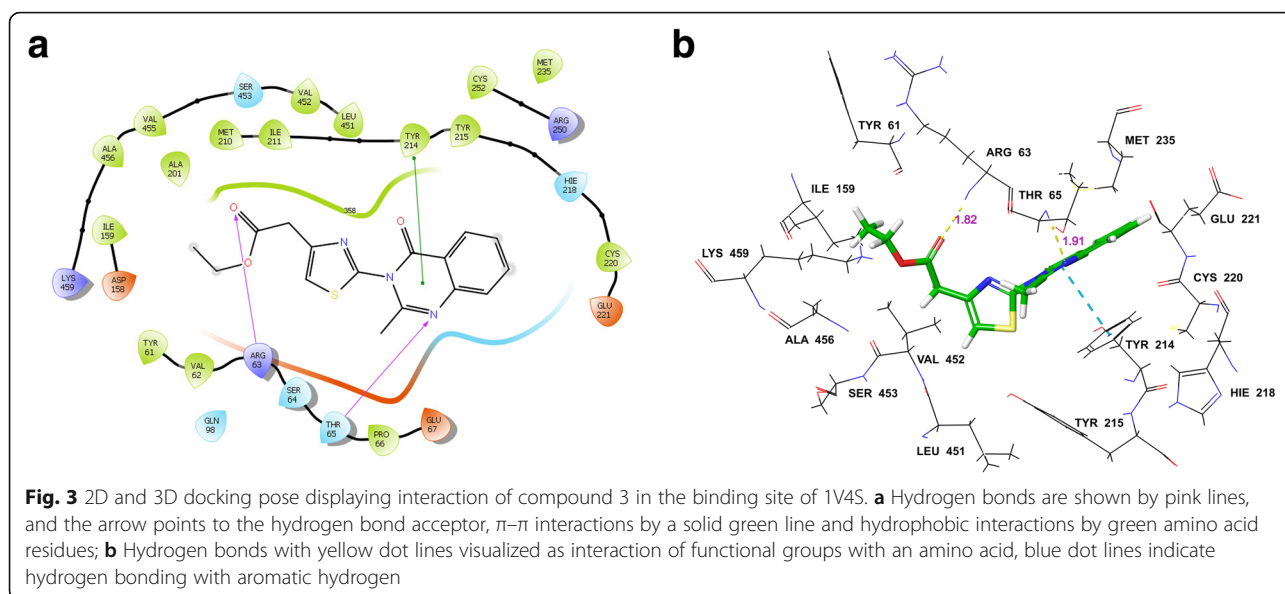 a
MET
235
CYS
252
SER
453
VAL
452
ARG
250
VAL
455
LEU
451
MET
210
ILE
211
TYR
214
TYR
215
ALA
456
ALA
201
HIE
218
358
O
O
ILE
159
N
O
N
S
N
CYS
220
LYS
459
ASP
158
GLU
221
TYR
61
VAL
62
ARG
63
SER
64
GLN
98
THR
65
PRO
66
GLU
67
b
TYR 61
ARG 63
MET 235
THR 65
ILE 159
1.82
GLU 221
1.91
LYS 459
CYS 220
ALA 456
VAL 452
TYR 214
SER 453
HIE 218
TYR 215
LEU 451
Fig. 3 2D and 3D docking pose displaying interaction of compound 3 in the binding site of 1V4S. a Hydrogen bonds are shown by pink lines,
and the arrow points to the hydrogen bond acceptor, π–π interactions by a solid green line and hydrophobic interactions by green amino acid
residues; b Hydrogen bonds with yellow dot lines visualized as interaction of functional groups with an amino acid, blue dot lines indicate
hydrogen bonding with aromatic hydrogen